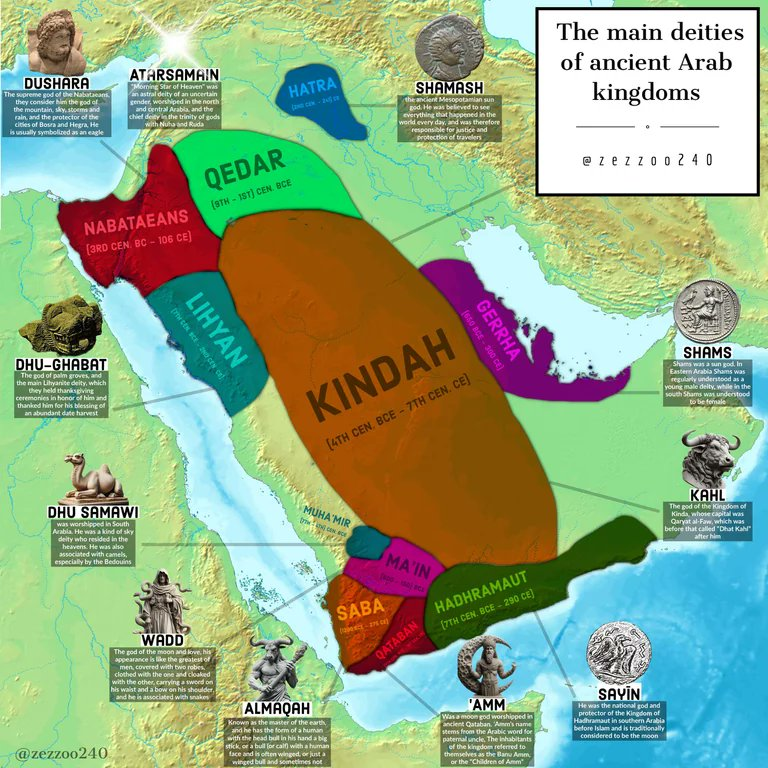 The main deities
of ancient Arab
kingdoms
@zezzoo240
DUSHARA
The supreme god of the Nabataeans,
they consider him the god of
the mountain, sky, storms and
rain, and the protector of the
cities of Bosra and Hegra, He
is usually symbolized as an eagle
ATARSAMAIN
"Morning Star of Heaven" was
an astral deity of an uncertain
gender, worshiped in the north
and central Arabia, and the
chief deity in the trinity of gods
with Nuha and Ruda
SHAMASH
the ancient Mesopotamian sun
god. He was believed to see
everything that happened in the
world every day, and was therefore
responsible for justice and
protection of travelers
HATRA
QEDAR
(9TH - 1ST) CEN. BCE
NABATAEANS
(3RD CEN. BC - 106 CE)
LIHYAN
GERRHA
KINDAH
(4TH CEN. BCE - 7TH CEN. CE)
SHAMS
Shams was a sun god. In
Eastern Arabia Shams was
regularly understood as a
young male deity, while in the
south Shams was understood
to be female
DHU-GHABAT
The god of palm groves, and
the main Lihyanite deity, which
they held thanksgiving
ceremonies in honor of him and
thanked him for his blessing of
an abundant date harvest
KAHL
The god of the Kingdom of
Kinda, whose capital was
Qaryat al-Faw, which was
before that called "Dhat Kahl"
after him
DHU SAMAWI
was worshipped in South
Arabia. He was a kind of sky
deity who resided in the
heavens. He was also
associated with camels,
especially by the Bedouins
MUHA'MIR
MA'IN
SABA
QATABAN
HADHRAMAUT
(7TH CEN. BCE - 290 CE)
WADD
The god of the moon and love, his
appearance is like the greatest of
men, covered with two robes,
clothed with the one and cloaked
with the other, carrying a sword on
his waist and a bow on his shoulder,
and he is associated with snakes
ALMAQAH
Known as the master of the earth,
and he has the form of a human
with the head bull in his hand a big
stick, or a bull (or calf) with a human
face and is often winged, or just a
winged bull and sometimes not
'AMM
Was a moon god worshipped in
ancient Qataban, 'Amm's name
stems from the Arabic word for
paternal uncle, The inhabitants
of the kingdom referred to
themselves as the Banu Amm,
or the "Children of Amm"
SAYIN
He was the national god and
protector of the Kingdom of
Hadhramaut in southern Arabia
before Islam and is traditionally
considered to be the moon
@zezzoo240